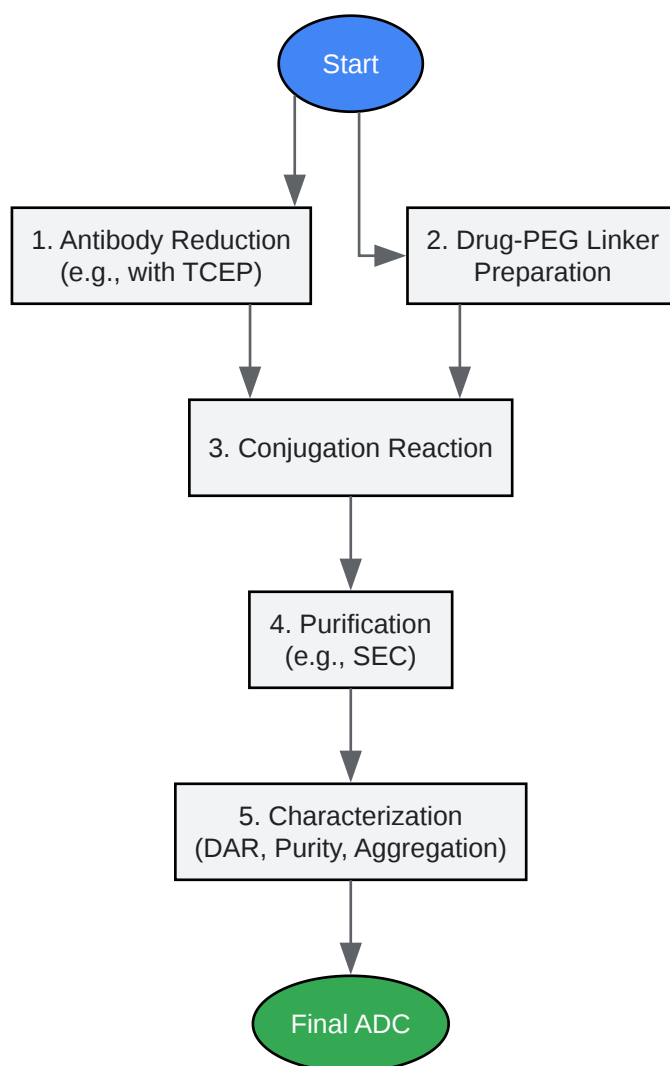 Start
1. Antibody Reduction
(e.g., with TCEP)
2. Drug-PEG Linker
Preparation
3. Conjugation Reaction
4. Purification
(e.g., SEC)
5. Characterization
(DAR, Purity, Aggregation)
Final ADC